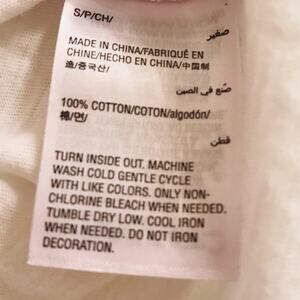 S/P/CH/
صغير
MADE IN CHINA/FABRIQUÉ EN
CHINE/HECHO EN CHINA/中国制
造/중국산/
صنع في الصين
100% COTTON/COTON/algodón/
棉/면/
قطن
TURN INSIDE OUT. MACHINE
WASH COLD GENTLE CYCLE
WITH LIKE COLORS. ONLY NON-
CHLORINE BLEACH WHEN NEEDED.
TUMBLE DRY LOW. COOL IRON
WHEN NEEDED. DO NOT IRON
DECORATION.